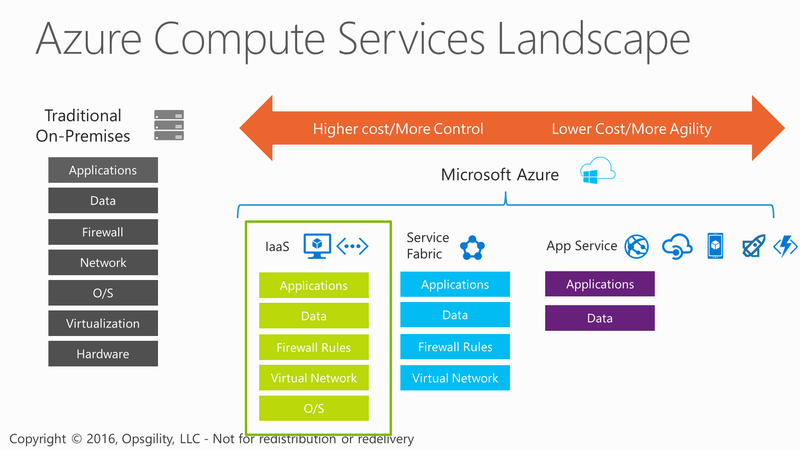 Azure Compute Services Landscape
Traditional
On-Premises
Applications
Data
Firewall
Network
O/S
Virtualization
Hardware
Higher cost/More Control
Lower Cost/More Agility
Microsoft Azure
IaaS
Applications
Data
Firewall Rules
Virtual Network
O/S
Service
Fabric
Applications
Data
Firewall Rules
Virtual Network
App Service
Applications
Data
Copyright © 2016, Opsgility, LLC - Not for redistribution or redelivery